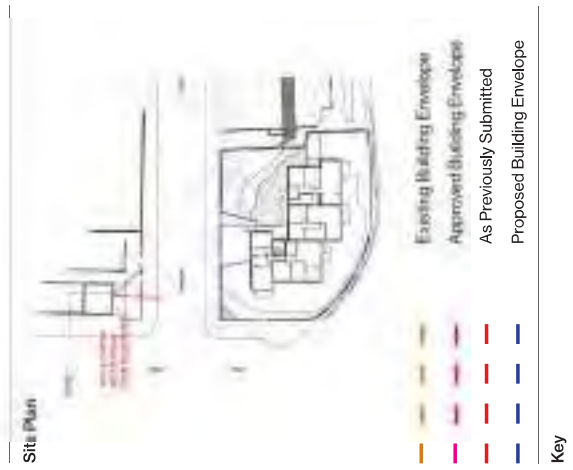 Site Plan
Existing Building Envelope
Approved Building Envelope
As Previously Submitted
Proposed Building Envelope
Key